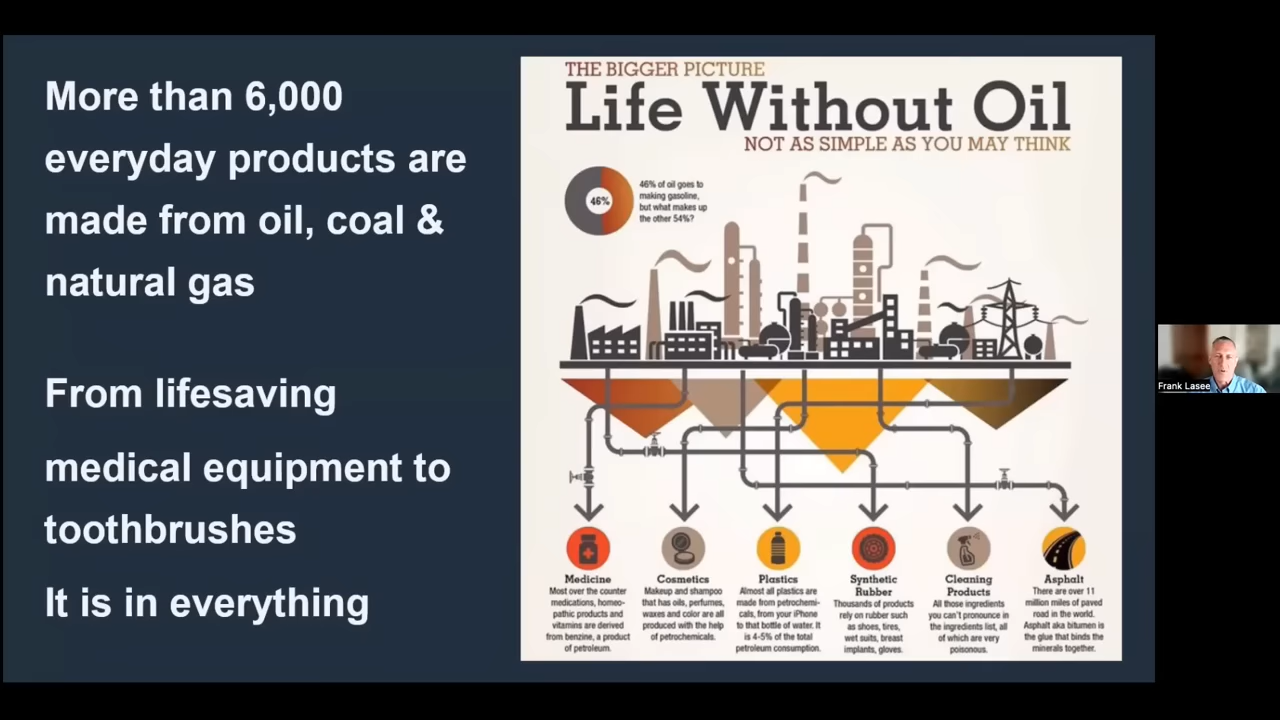 More than 6,000
everyday products are
made from oil, coal &
natural gas
From lifesaving
medical equipment to
toothbrushes
It is in everything
THE BIGGER PICTURE
Life Without Oil
NOT AS SIMPLE AS YOU MAY THINK
46%
46% of oil goes to
making gasoline,
but what makes up
the other 54%?
Medicine
Most over the counter
medications, homeo-
pathic products and
vitamins are derived
from benzine, a product
of petroleum.
Cosmetics
Makeup and shampoo
that has oils, perfumes,
waxes and color are all
produced with the help
of petrochemicals.
Plastics
Almost all plastics are
made from petrochemi-
cals, from your iPhone
to that bottle of water. It
is 4-5% of the total
petroleum consumption.
Synthetic
Rubber
Thousands of products
rely on rubber such
as shoes, tires,
wet suits, breast
implants, gloves.
Cleaning
Products
All those ingredients
you can't pronounce in
the ingredients list, all
of which are very
poisonous.
Asphalt
There are over 11
million miles of paved
road in the world.
Asphalt aka bitumen is
the glue that binds the
minerals together.
Frank Lasee